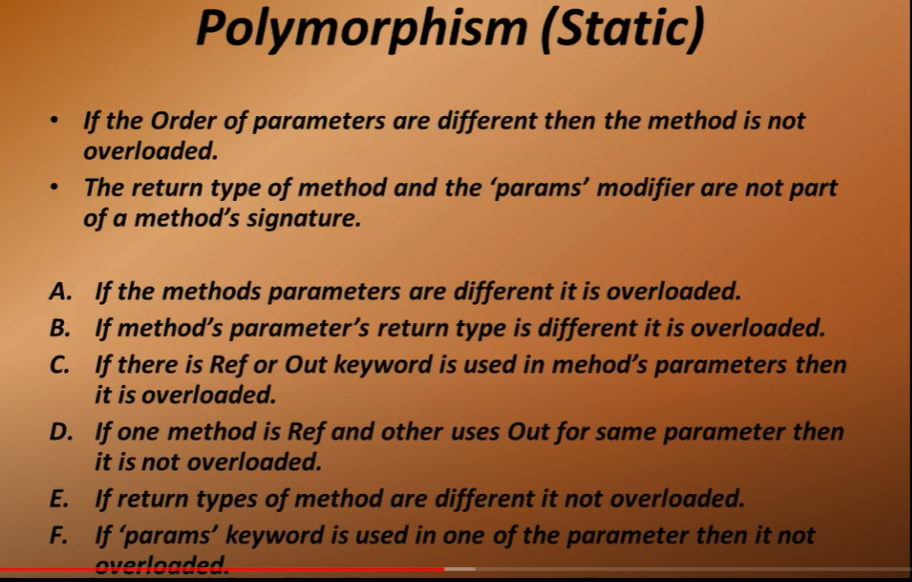 Polymorphism (Static)
• If the Order of parameters are different then the method is not
overloaded.
• The return type of method and the ‘params’ modifier are not part
of a method’s signature.
A. If the methods parameters are different it is overloaded.
B. If method’s parameter’s return type is different it is overloaded.
C. If there is Ref or Out keyword is used in mehod’s parameters then
it is overloaded.
D. If one method is Ref and other uses Out for same parameter then
it is not overloaded.
E. If return types of method are different it not overloaded.
F. If ‘params’ keyword is used in one of the parameter then it not
overloaded.